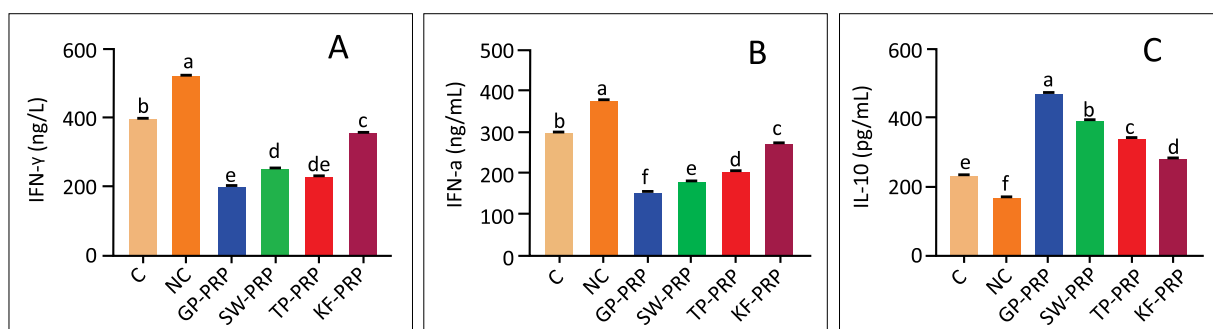 A
IFN-γ (ng/L)
600
400
200
0
b
a
e
d
de
c
C
NC
GP-PRP
SW-PRP
TP-PRP
KF-PRP
B
IFN-a (ng/mL)
500
400
300
200
100
0
b
a
f
e
d
c
C
NC
GP-PRP
SW-PRP
TP-PRP
KF-PRP
C
IL-10 (pg/mL)
600
400
200
0
e
f
a
b
c
d
C
NC
GP-PRP
SW-PRP
TP-PRP
KF-PRP